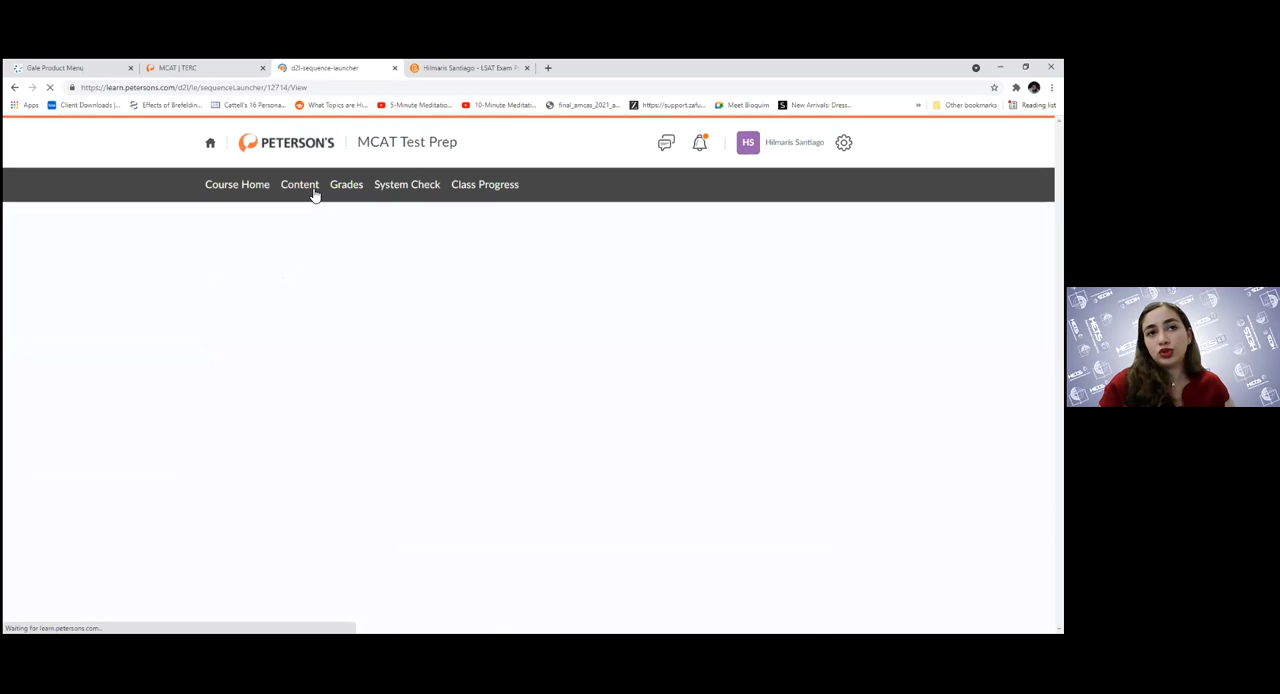 Gale Product Menu
MCAT | TERC
d2l-sequence-launcher
Hilmaris Santiago - LSAT Exam P
https://learn.petersons.com/d2l/le/sequenceLauncher/12714/View
Apps
Client Downloads |...
Effects of Brefeldin...
Cattell's 16 Persona...
What Topics are Hi...
5-Minute Meditatio...
10-Minute Meditati...
final_amcas_2021_a...
https://support.zafu...
Meet Bioquim
New Arrivals: Dress...
»
Other bookmarks
Reading list
PETERSON'S
MCAT Test Prep
HS
Hilmaris Santiago
Course Home
Content
Grades
System Check
Class Progress
Waiting for learn.petersons.com...